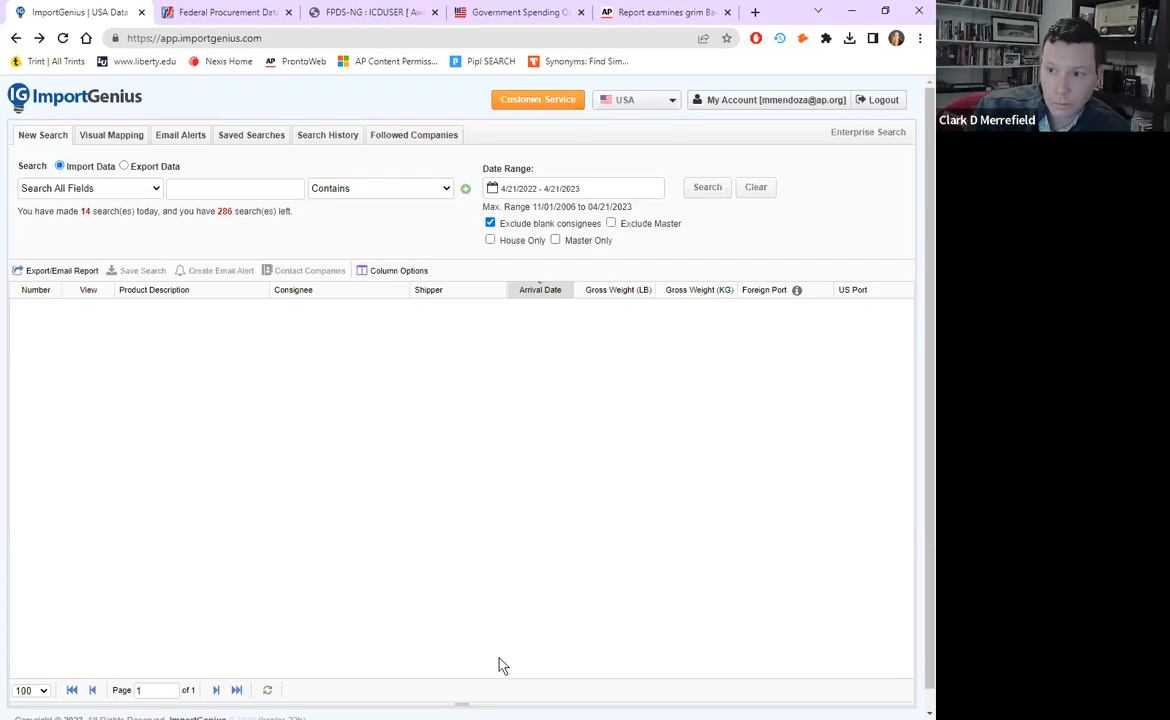 ImportGenius | USA Data
Federal Procurement Dat
FPDS-NG : ICDUSER [ Aw
Government Spending O
AP Report examines grim Ba
https://app.importgenius.com
Trint | All Trints
www.liberty.edu
Nexis Home
AP ProntoWeb
AP Content Permiss...
Pipl SEARCH
Synonyms: Find Sim...
IG ImportGenius
Customer Service
USA
My Account [mmendoza@ap.org]
Logout
New Search
Visual Mapping
Email Alerts
Saved Searches
Search History
Followed Companies
Enterprise Search
Search
Import Data
Export Data
Date Range:
Search All Fields
Contains
4/21/2022 - 4/21/2023
Search
Clear
Max. Range 11/01/2006 to 04/21/2023
You have made 14 search(es) today, and you have 286 search(es) left.
Exclude blank consignees
Exclude Master
House Only
Master Only
Export/Email Report
Save Search
Create Email Alert
Contact Companies
Column Options
Number
View
Product Description
Consignee
Shipper
Arrival Date
Gross Weight (LB)
Gross Weight (KG)
Foreign Port
US Port
100
Page 1 of 1
Clark D Merrefield